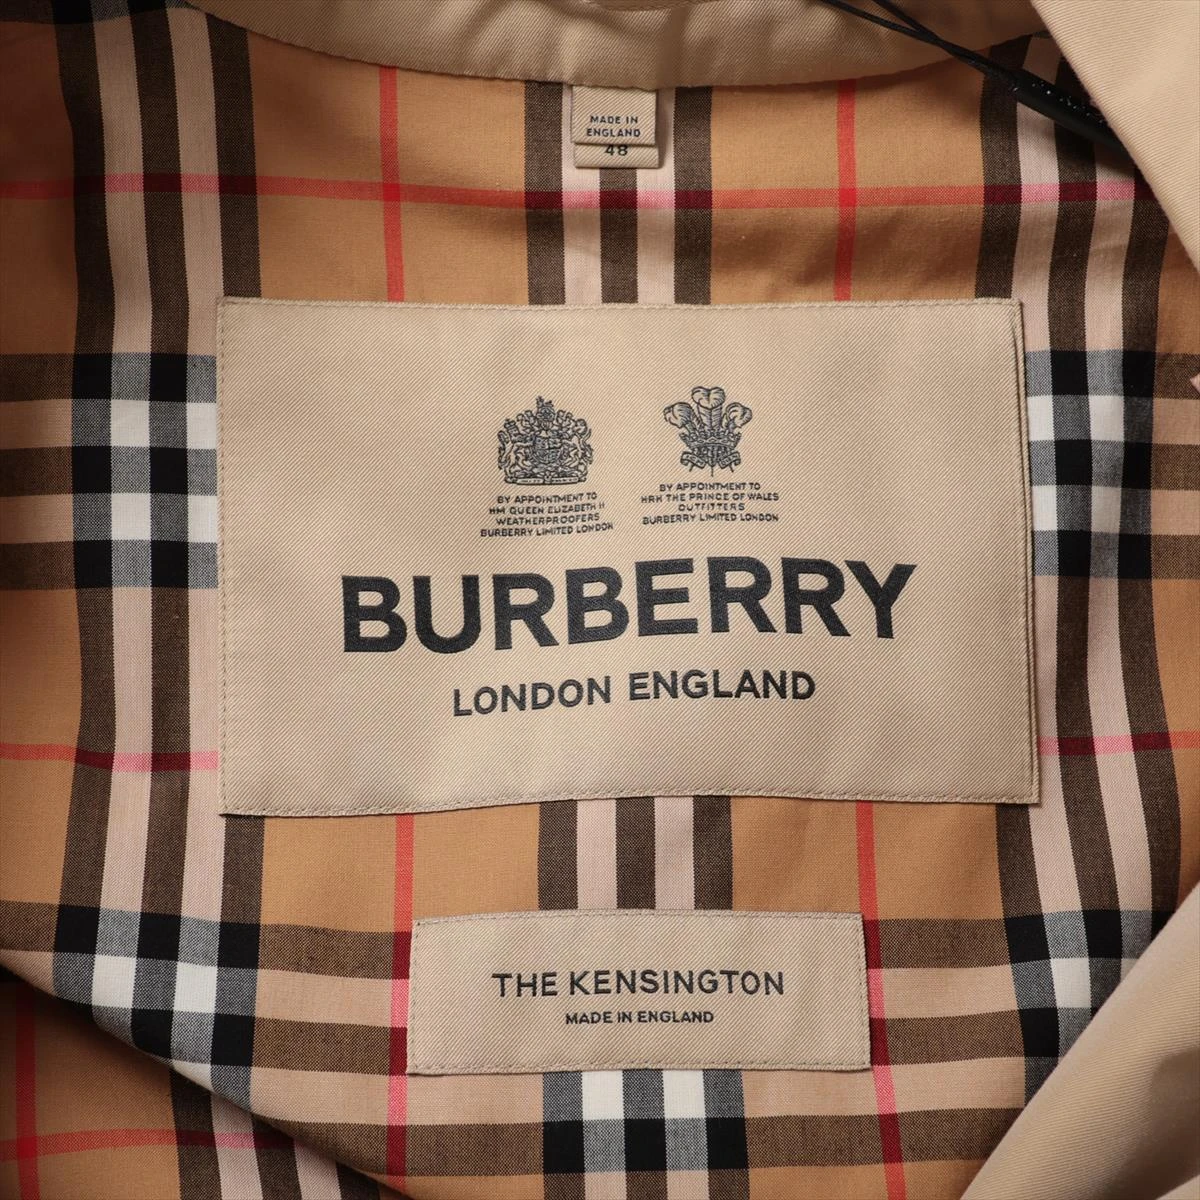 MADE IN
ENGLAND
48
BY APPOINTMENT TO
HM QUEEN ELIZABETH II
WEATHERPROOFERS
BURBERRY LIMITED LONDON
BY APPOINTMENT TO
HRH THE PRINCE OF WALES
OUTFITTERS
BURBERRY LIMITED LONDON
BURBERRY
LONDON ENGLAND
THE KENSINGTON
MADE IN ENGLAND